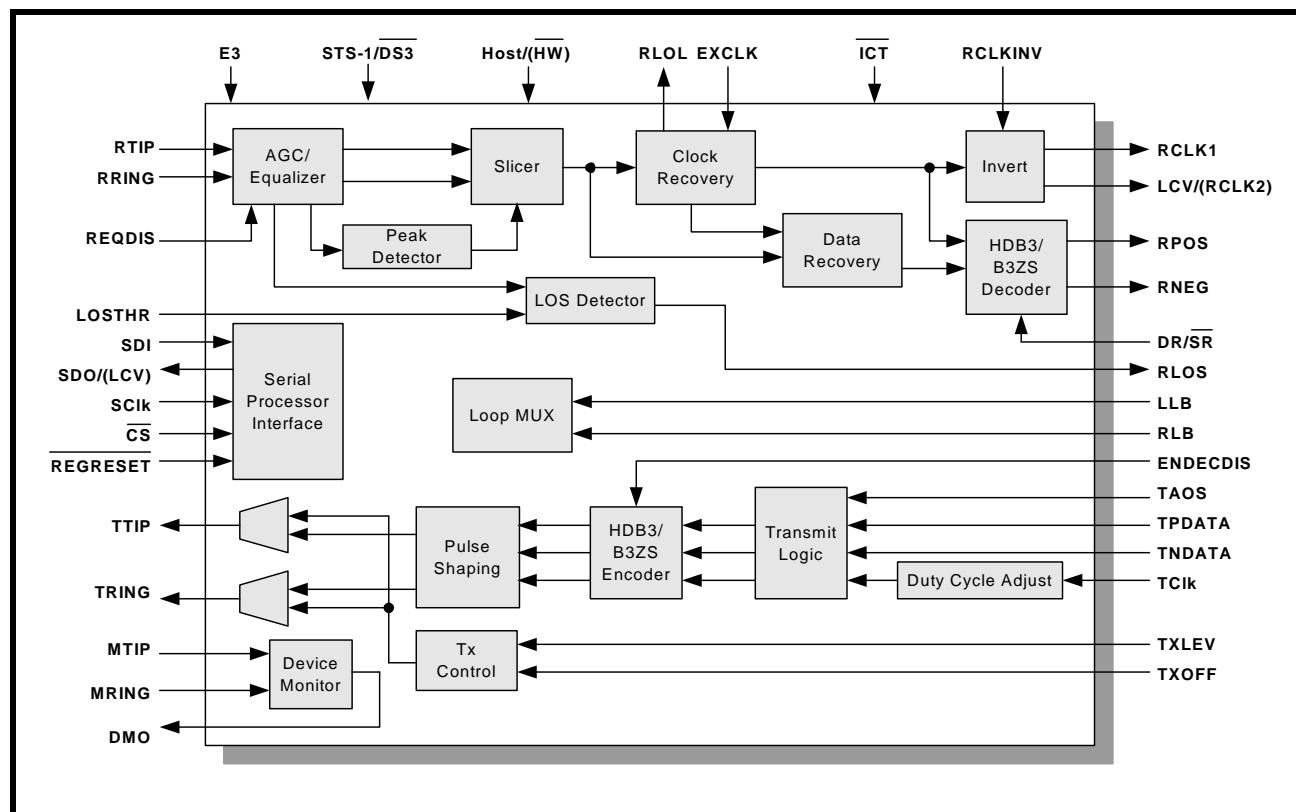 E3
STS-1/DS3
Host/(HW)
RLOL
EXCLK
ICT
RCLKINV
RTIP
RRING
REQDIS
LOSTHR
SDI
SDO/(LCV)
SClk
CS
REGRESET
TTIP
TRING
MTIP
MRING
DMO
AGC/
Equalizer
Slicer
Peak
Detector
Clock
Recovery
Invert
Data
Recovery
HDB3/
B3ZS
Decoder
LOS Detector
Serial
Processor
Interface
Loop MUX
Pulse
Shaping
HDB3/
B3ZS
Encoder
Transmit
Logic
Duty Cycle Adjust
Tx
Control
Device
Monitor
RCLK1
LCV/(RCLK2)
RPOS
RNEG
DR/SR
RLOS
LLB
RLB
ENDECDIS
TAOS
TPDATA
TNDATA
TClk
TXLEV
TXOFF